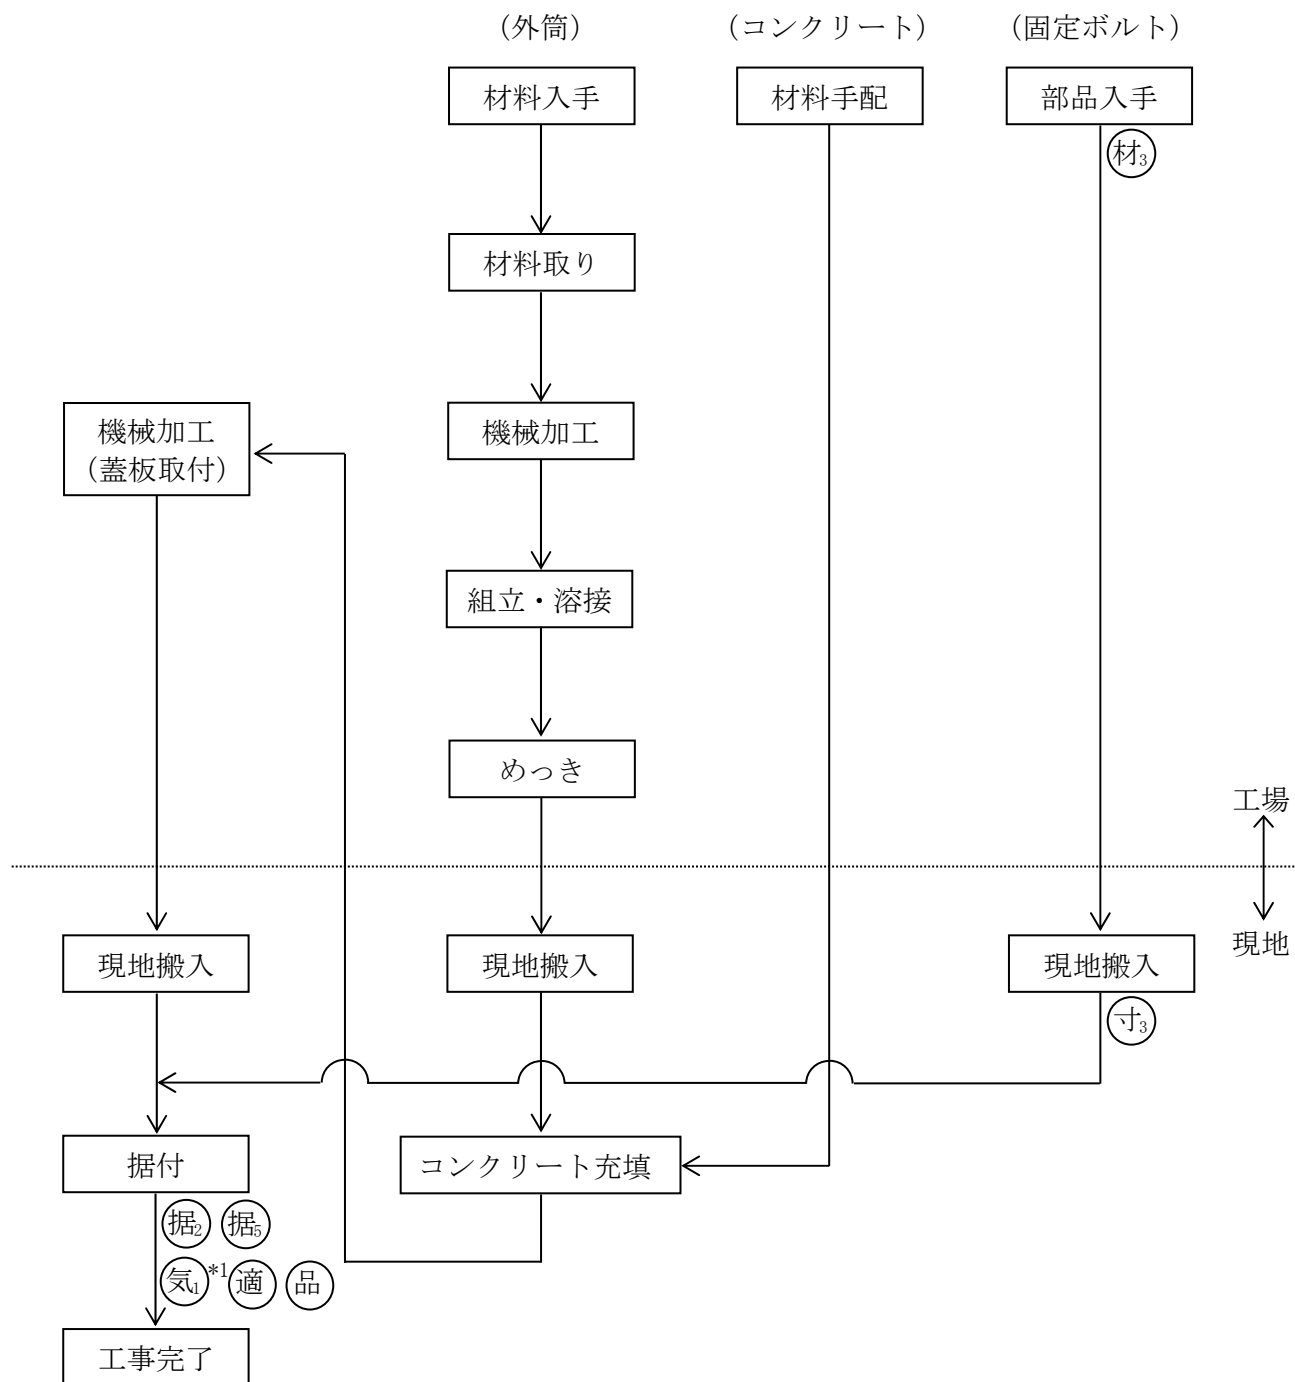 （外筒）
（コンクリート）
（固定ボルト）
材料入手
材料手配
部品入手
材3
材料取り
機械加工
（蓋板取付）
機械加工
組立・溶接
めっき
工場
現地
現地搬入
現地搬入
現地搬入
寸3
据付
コンクリート充填
据2 据5
気1 *1 適 品
工事完了